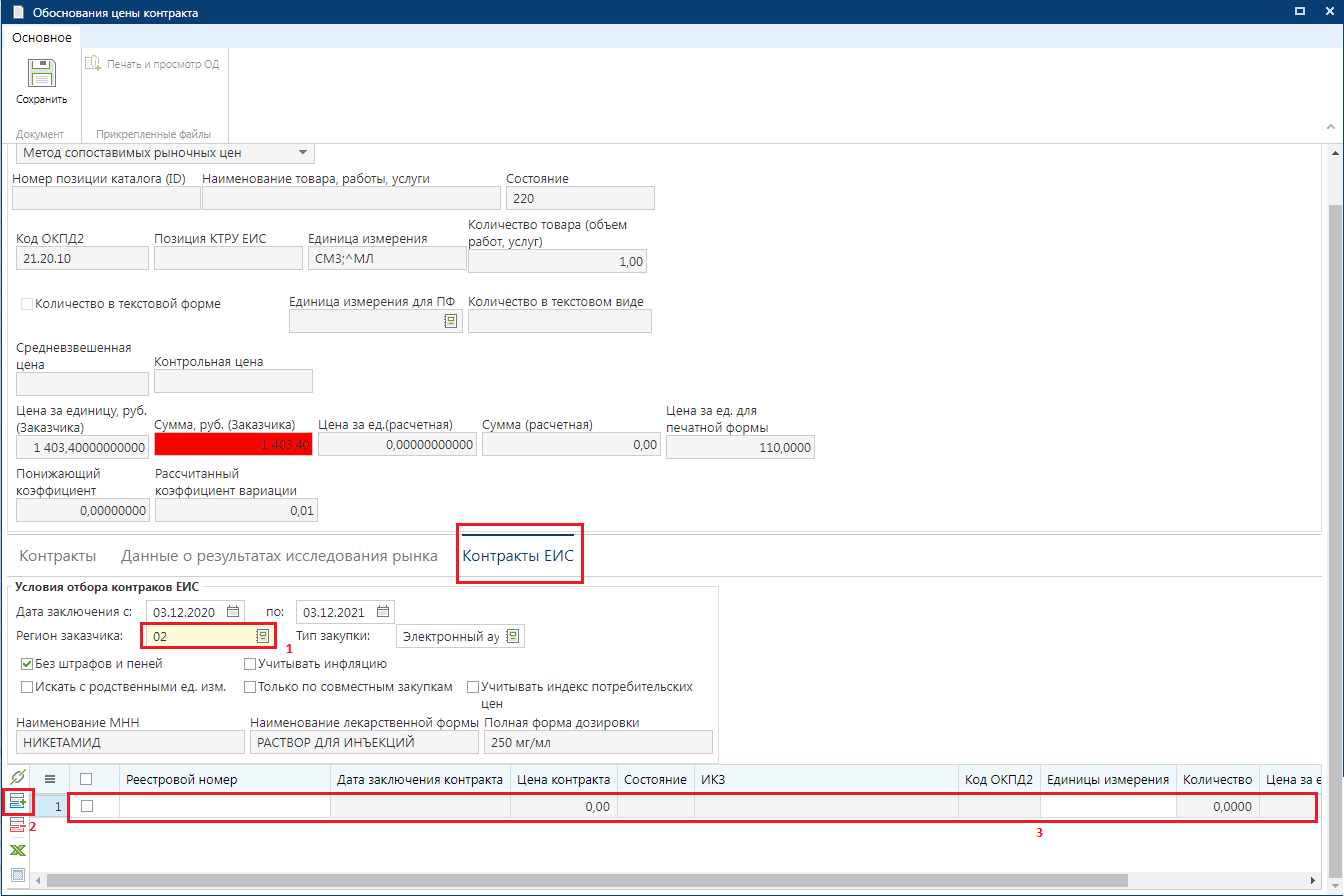 Обоснования цены контракта
Основное
Сохранить
Печать и просмотр ОД
Документ
Прикрепленные файлы
Метод сопоставимых рыночных цен
Номер позиции каталога (ID) Наименование товара, работы, услуги Состояние
220
Количество товара (объем
работ, услуг)
Код ОКПД2 Позиция КТРУ ЕИС Единица измерения
21.20.10 СМ3;^МЛ 1,00
Количество в текстовой форме Единица измерения для ПФ Количество в текстовом виде
Средневзвешенная
цена Контрольная цена
Цена за единицу, руб.
(Заказчика) Сумма, руб. (Заказчика) Цена за ед.(расчетная) Сумма (расчетная) Цена за ед. для
печатной формы
1 403,40000000000 1 403,40 0,00000000000 0,00 110,0000
Понижающий
коэффициент Рассчитанный
коэффициент вариации
0,00000000 0,01
Контракты Данные о результатах исследования рынка Контракты ЕИС
Условия отбора контраков ЕИС
Дата заключения с: 03.12.2020 по: 03.12.2021
Регион заказчика: 02 1 Тип закупки: Электронный ау
Без штрафов и пеней Учитывать инфляцию
Искать с родственными ед. изм. Только по совместным закупкам Учитывать индекс потребительских
цен
Наименование МНН Наименование лекарственной формы Полная форма дозировки
НИКЕТАМИД РАСТВОР ДЛЯ ИНЪЕКЦИЙ 250 мг/мл
Реестровой номер Дата заключения контракта Цена контракта Состояние ИКЗ Код ОКПД2 Единицы измерения Количество Цена за е
1 0,00 0,0000
2 3